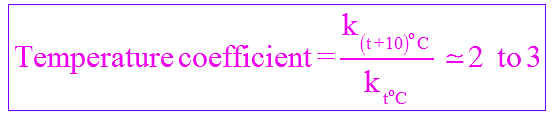 Temperature coefficient = k(t+10)°C / kt°C ≃ 2 to 3